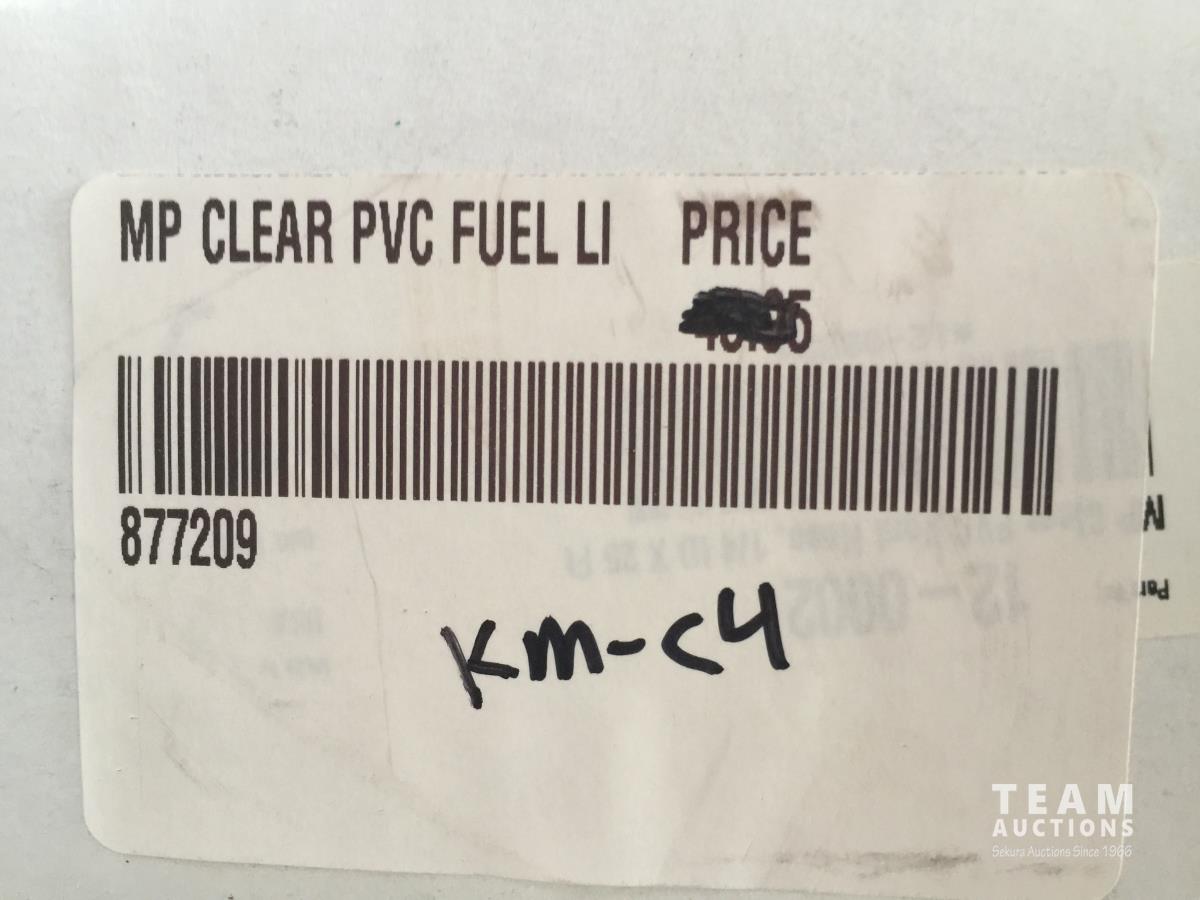 MP CLEAR PVC FUEL LI PRICE
877209
KM-C4
TEAM
AUCTIONS
Sekura Auctions Since 1966